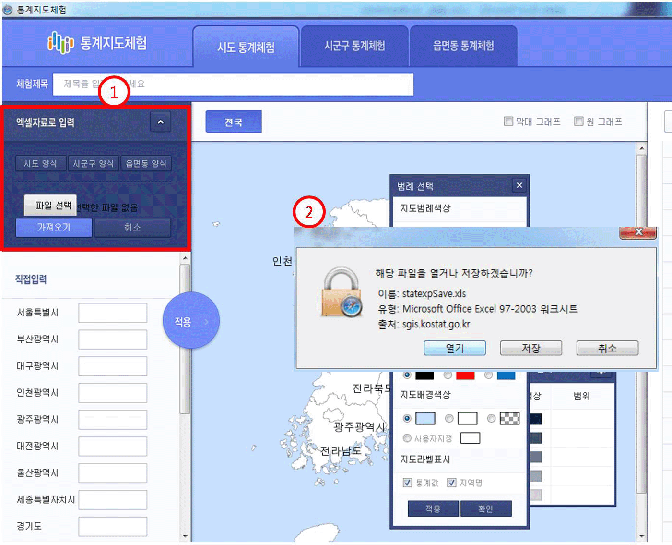 통계지도체험
통계지도체험
시도 통계체험
시군구 통계체험
읍면동 통계체험
체험제목
제목을 입
세요
1
엑셀자료로 입력
전국
막대 그래프
원 그래프
시도 양식
시군구 양식
읍면동 양식
파일 선택
선택한 파일 없음
가져오기
취소
범례 선택
X
지도범례색상
2
인천
해당 파일을 열거나 저장하겠습니까?
이름: statexpSave.xls
유형: Microsoft Office Excel 97-2003 워크시트
출처: sgis.kostat.go.kr
열기
저장
취소
직접입력
서울특별시
부산광역시
대구광역시
인천광역시
광주광역시
대전광역시
울산광역시
세종특별자치시
경기도
적용
전라북도
광주광역시
전라남도
지도배경색상
사용자지정
지도라벨표시
통계값
지역명
적용
확인
색상
범위